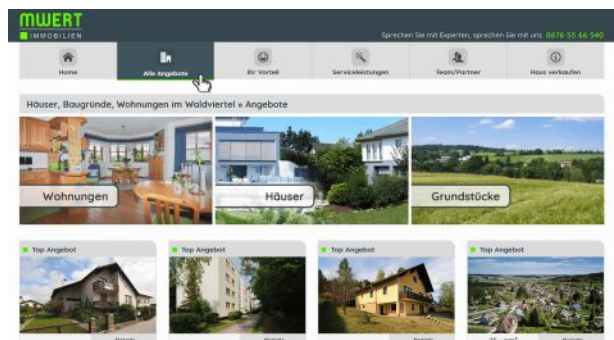 MWERT
IMMOBILIEN
Sprechen Sie mit Experten, sprechen Sie mit uns 0676 55 66 540
Home
Alle Angebote
Ihr Vorteil
Serviceleistungen
Team/Partner
Haus verkaufen
Häuser, Baugründe, Wohnungen im Waldviertel » Angebote
Wohnungen
Häuser
Grundstücke
Top Angebot
Top Angebot
Top Angebot
Top Angebot